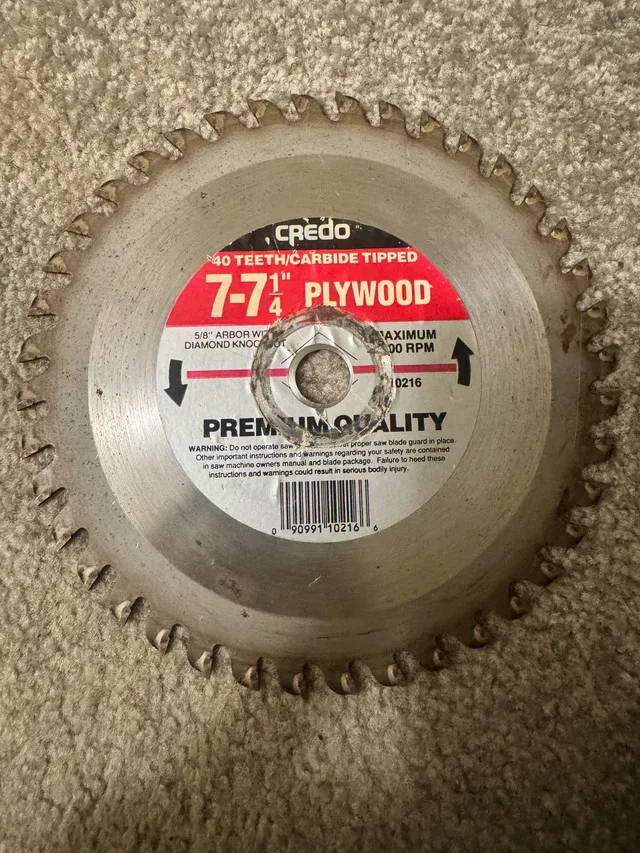 CREDO
40 TEETH/CARBIDE TIPPED
7-7 1/4" PLYWOOD
5/8" ARBOR
DIAMOND
MAXIMUM
RPM
10216
PREMIUM QUALITY
WARNING: Do not operate saw proper saw blade guard in place.
Other important instructions and warnings regarding your safety are contained
in saw machine owners manual and blade package. Failure to heed these
instructions and warnings could result in serious bodily injury.
0 90991 10216 6